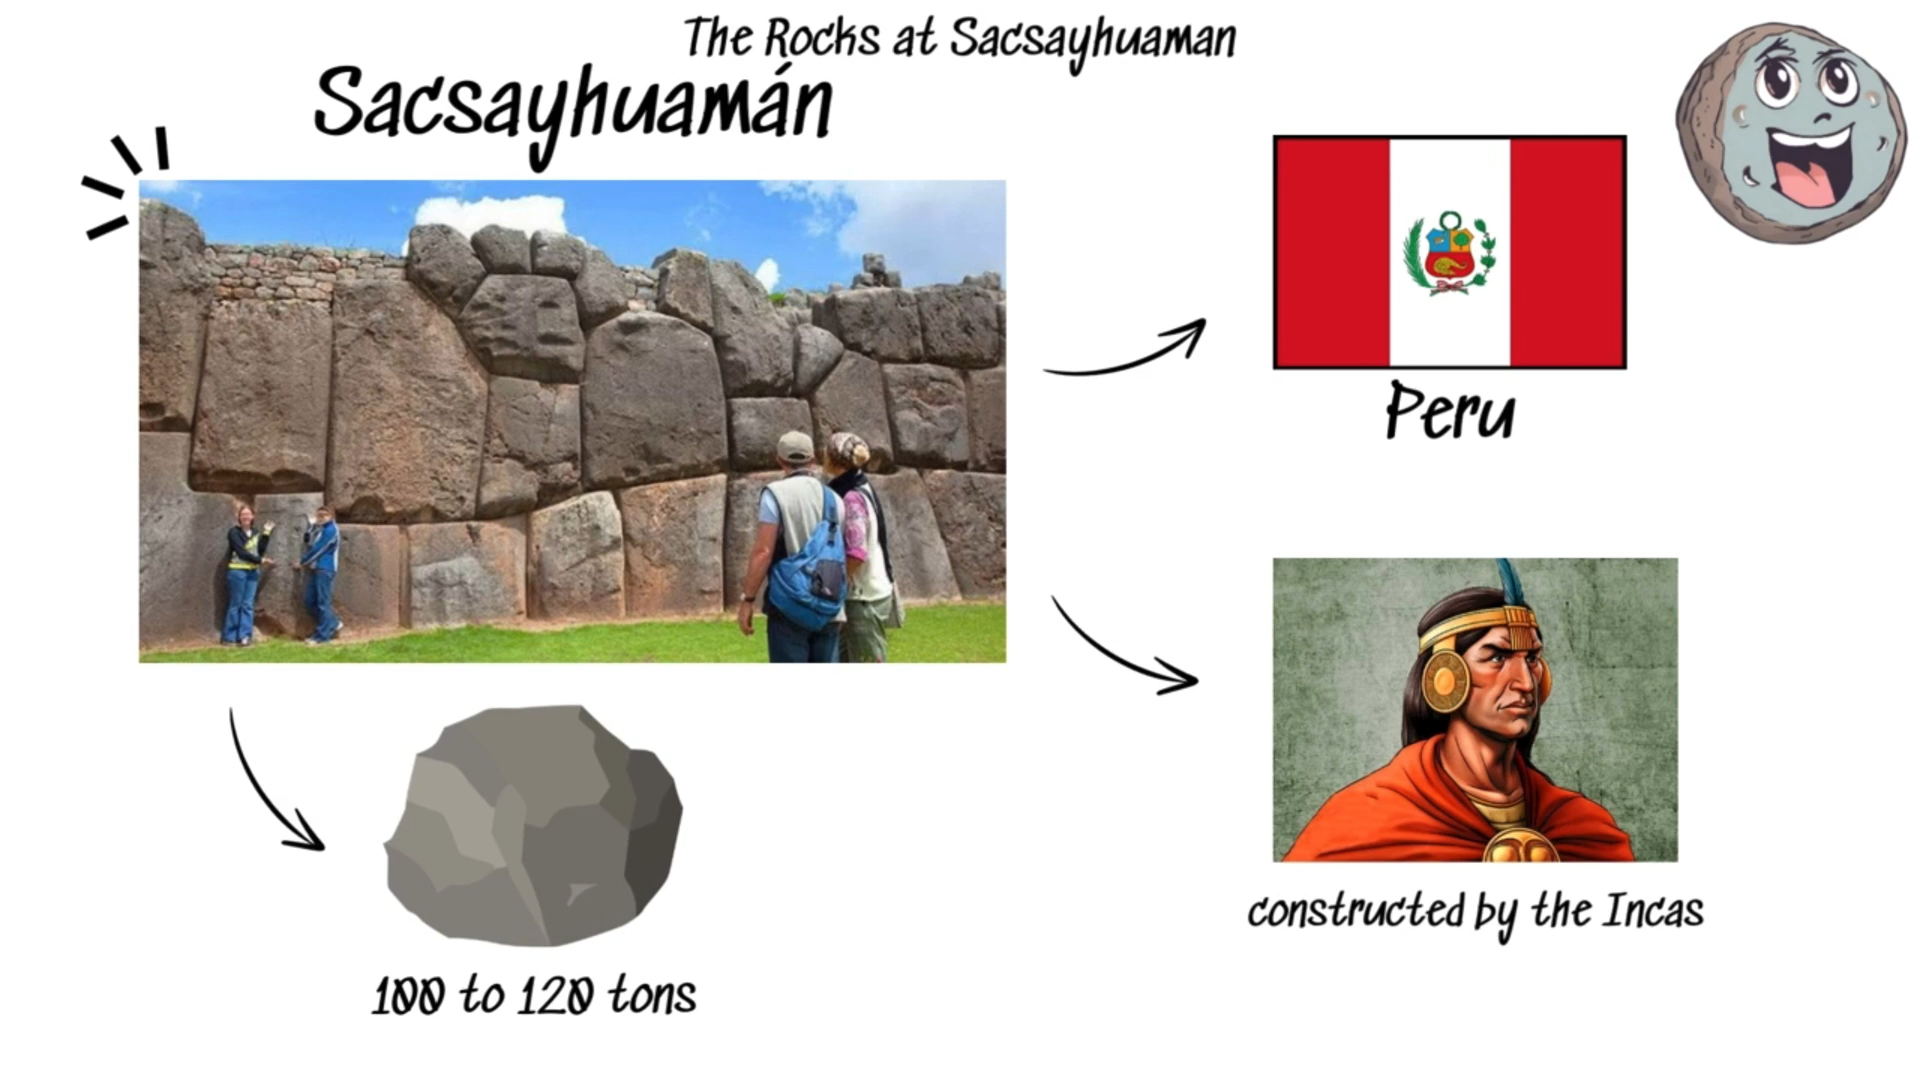 The Rocks at Sacsayhuaman
Sacsayhuamán
Peru
constructed by the Incas
100 to 120 tons